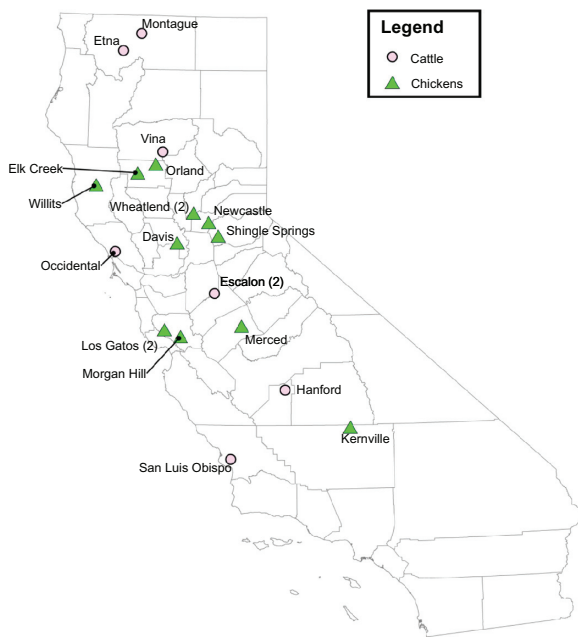 Legend
Cattle
Chickens
Montague
Etna
Vina
Elk Creek
Orland
Willits
Wheatlend (2)
Newcastle
Shingle Springs
Davis
Occidental
Escalon (2)
Los Gatos (2)
Merced
Morgan Hill
Hanford
Kernville
San Luis Obispo